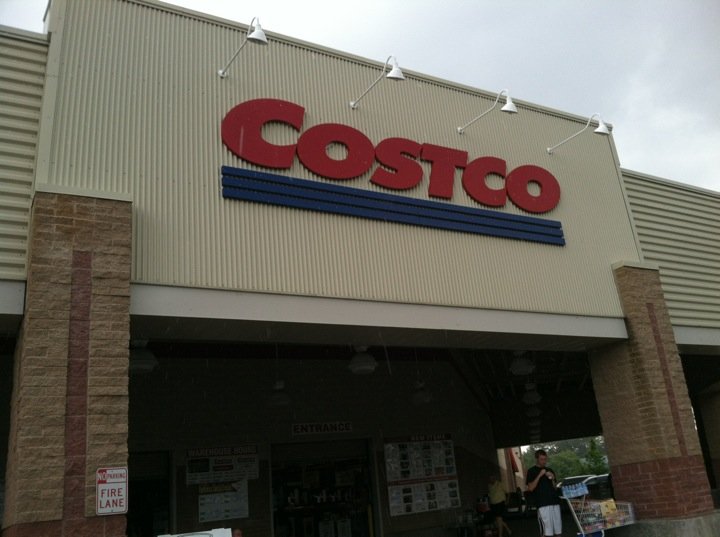 COSTCO
ENTRANCE
WAREHOUSE HOURS
NEW ITEMS
NO PARKING
FIRE
LANE